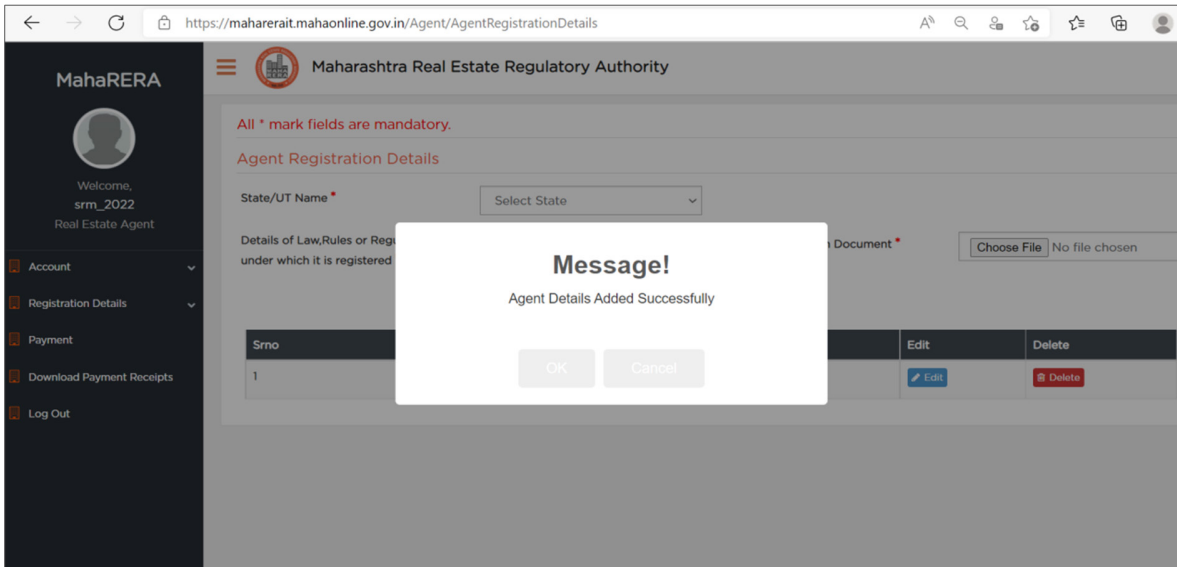 https://maharerait.mahaonline.gov.in/Agent/AgentRegistrationDetails
MahaRERA
Maharashtra Real Estate Regulatory Authority
Welcome,
srm_2022
Real Estate Agent
Account
Registration Details
Payment
Download Payment Receipts
Log Out
All * mark fields are mandatory.
Agent Registration Details
State/UT Name *
Select State
Details of Law,Rules or Regu
under which it is registered
Document *
Choose File No file chosen
Message!
Agent Details Added Successfully
OK Cancel
Srno Edit Delete
1 Edit Delete